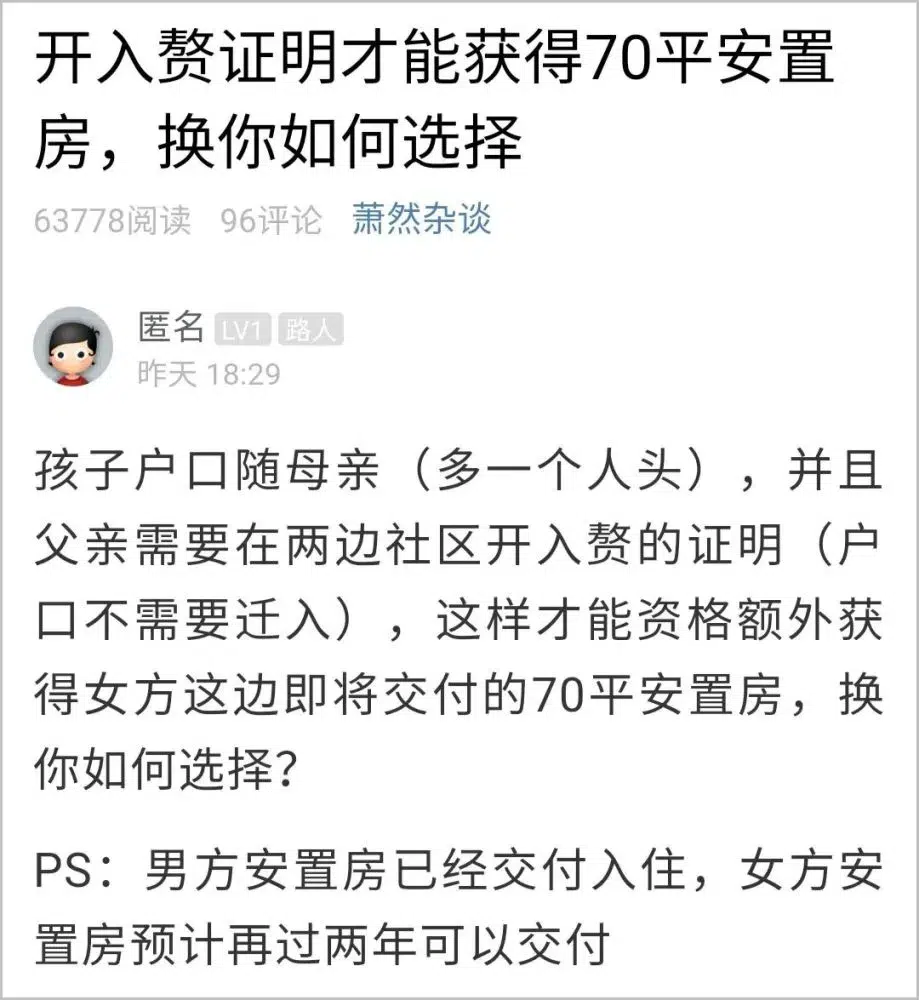 开入赘证明才能获得70平安置
房，换你如何选择
63778阅读 96评论 萧然杂谈
匿名 LV1 路人
昨天 18:29
孩子户口随母亲（多一个人头），并且
父亲需要在两边社区开入赘的证明（户
口不需要迁入），这样才能资格额外获
得女方这边即将交付的70平安置房，换
你如何选择？
PS：男方安置房已经交付入住，女方安
置房预计再过两年可以交付